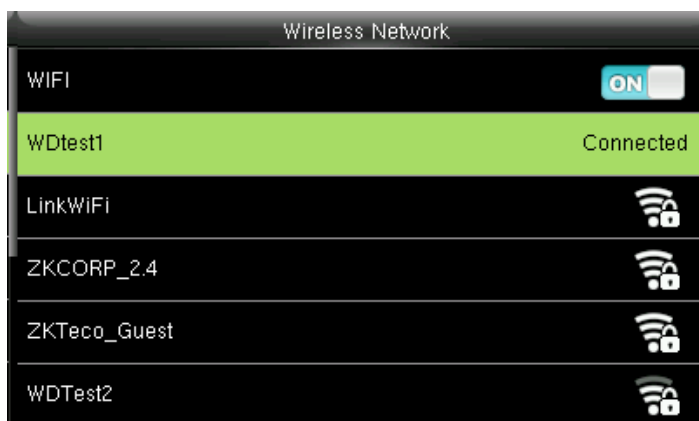 Wireless Network
WIFI ON
WDtest1 Connected
LinkWiFi
ZKCORP_2.4
ZKTeco_Guest
WDTest2